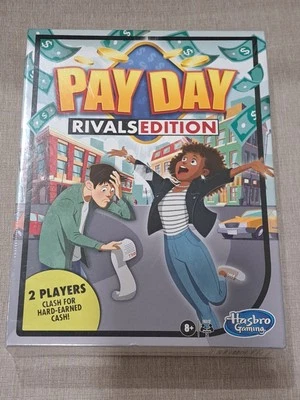 PAY DAY
RIVALS EDITION
2 PLAYERS
CLASH FOR
HARD-EARNED
CASH!
8+
Hasbro
Gaming